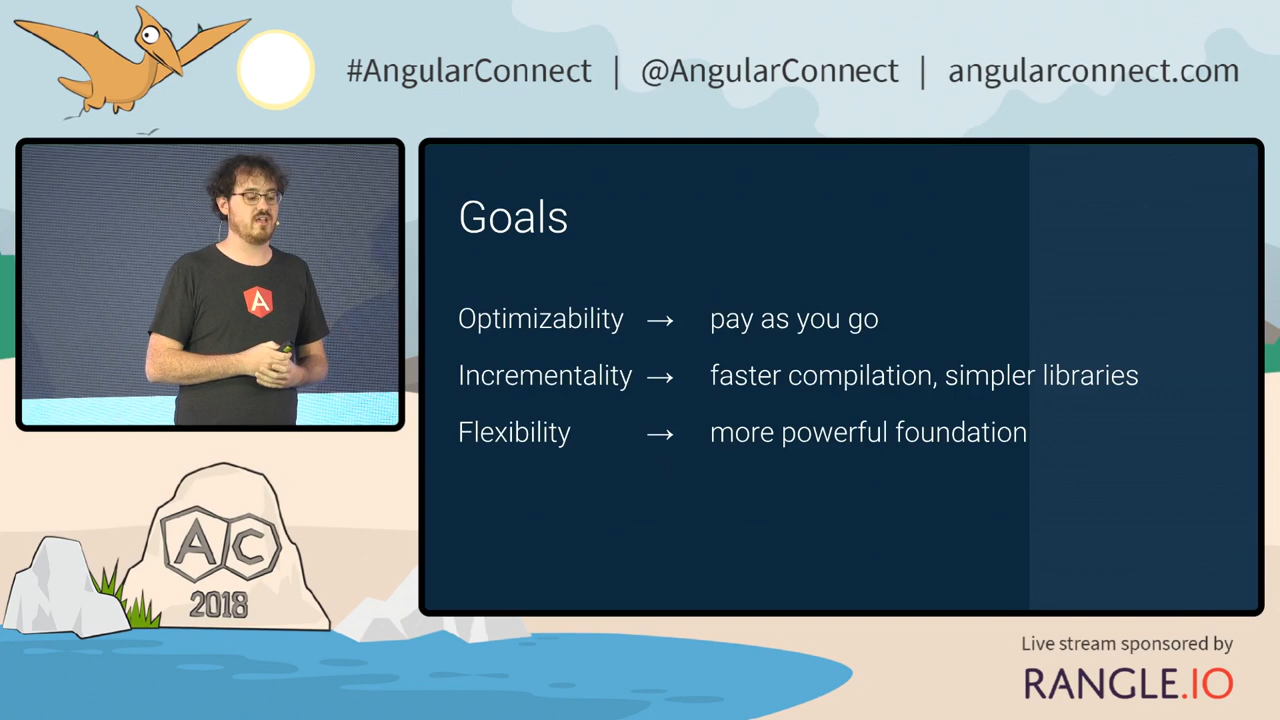 #AngularConnect | @AngularConnect | angularconnect.com
A
Goals
Optimizability → pay as you go
Incrementality → faster compilation, simpler libraries
Flexibility → more powerful foundation
AC
2018
Live stream sponsored by
RANGLE.IO